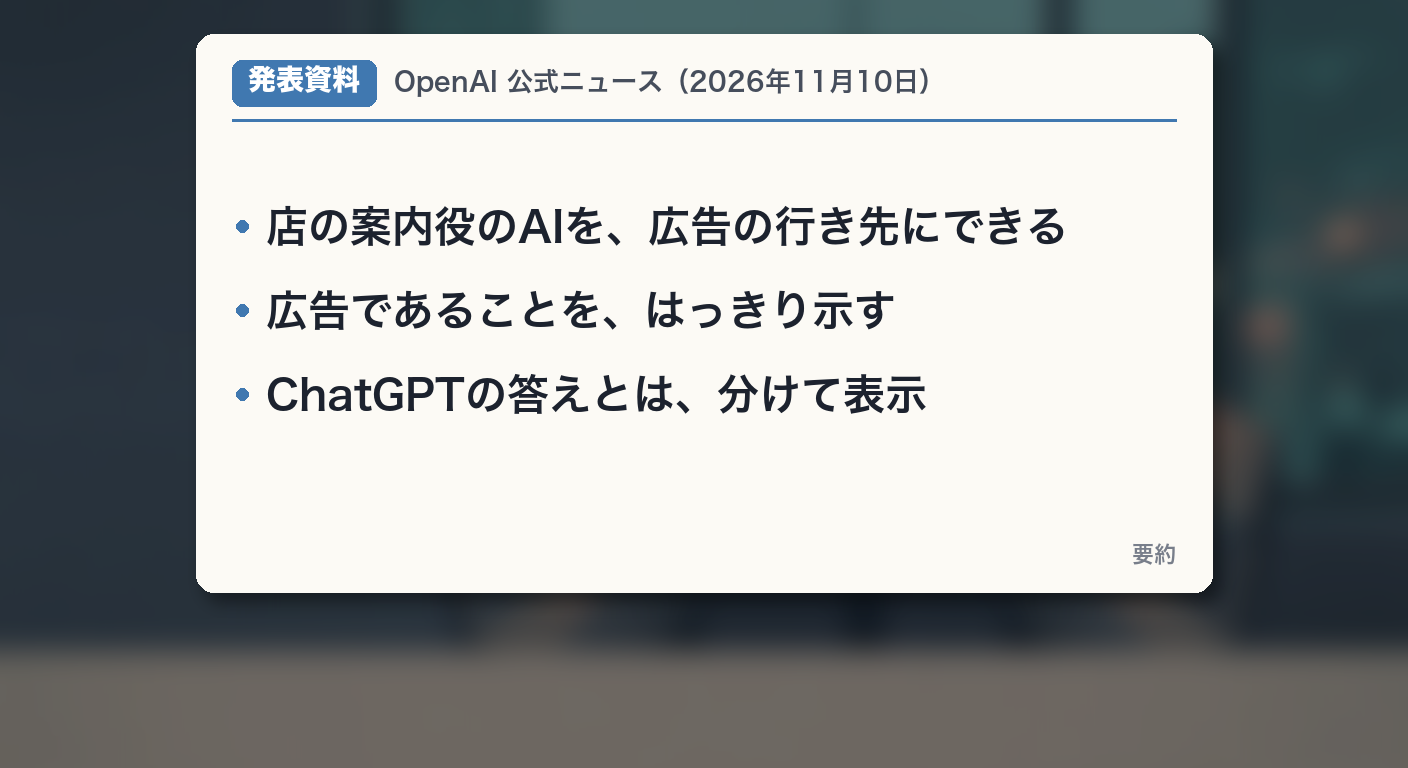 発表資料 OpenAI 公式ニュース（2026年11月10日）
• 店の案内役のAIを、広告の行き先にできる
• 広告であることを、はっきり示す
• ChatGPTの答えとは、分けて表示
要約